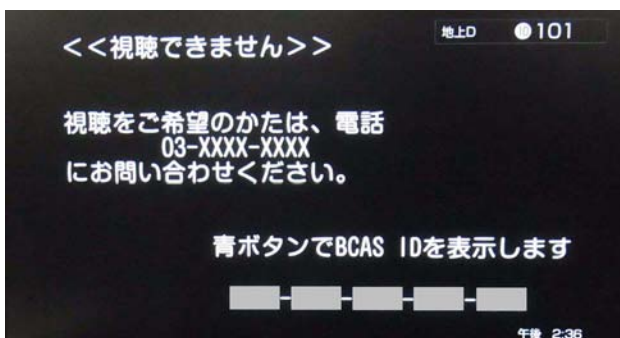 地上D ⑩ 101
<<視聴できません>>
視聴をご希望のかたは、電話
03-XXXX-XXXX
にお問い合わせください。
青ボタンでBCAS IDを表示します
午後 2:36